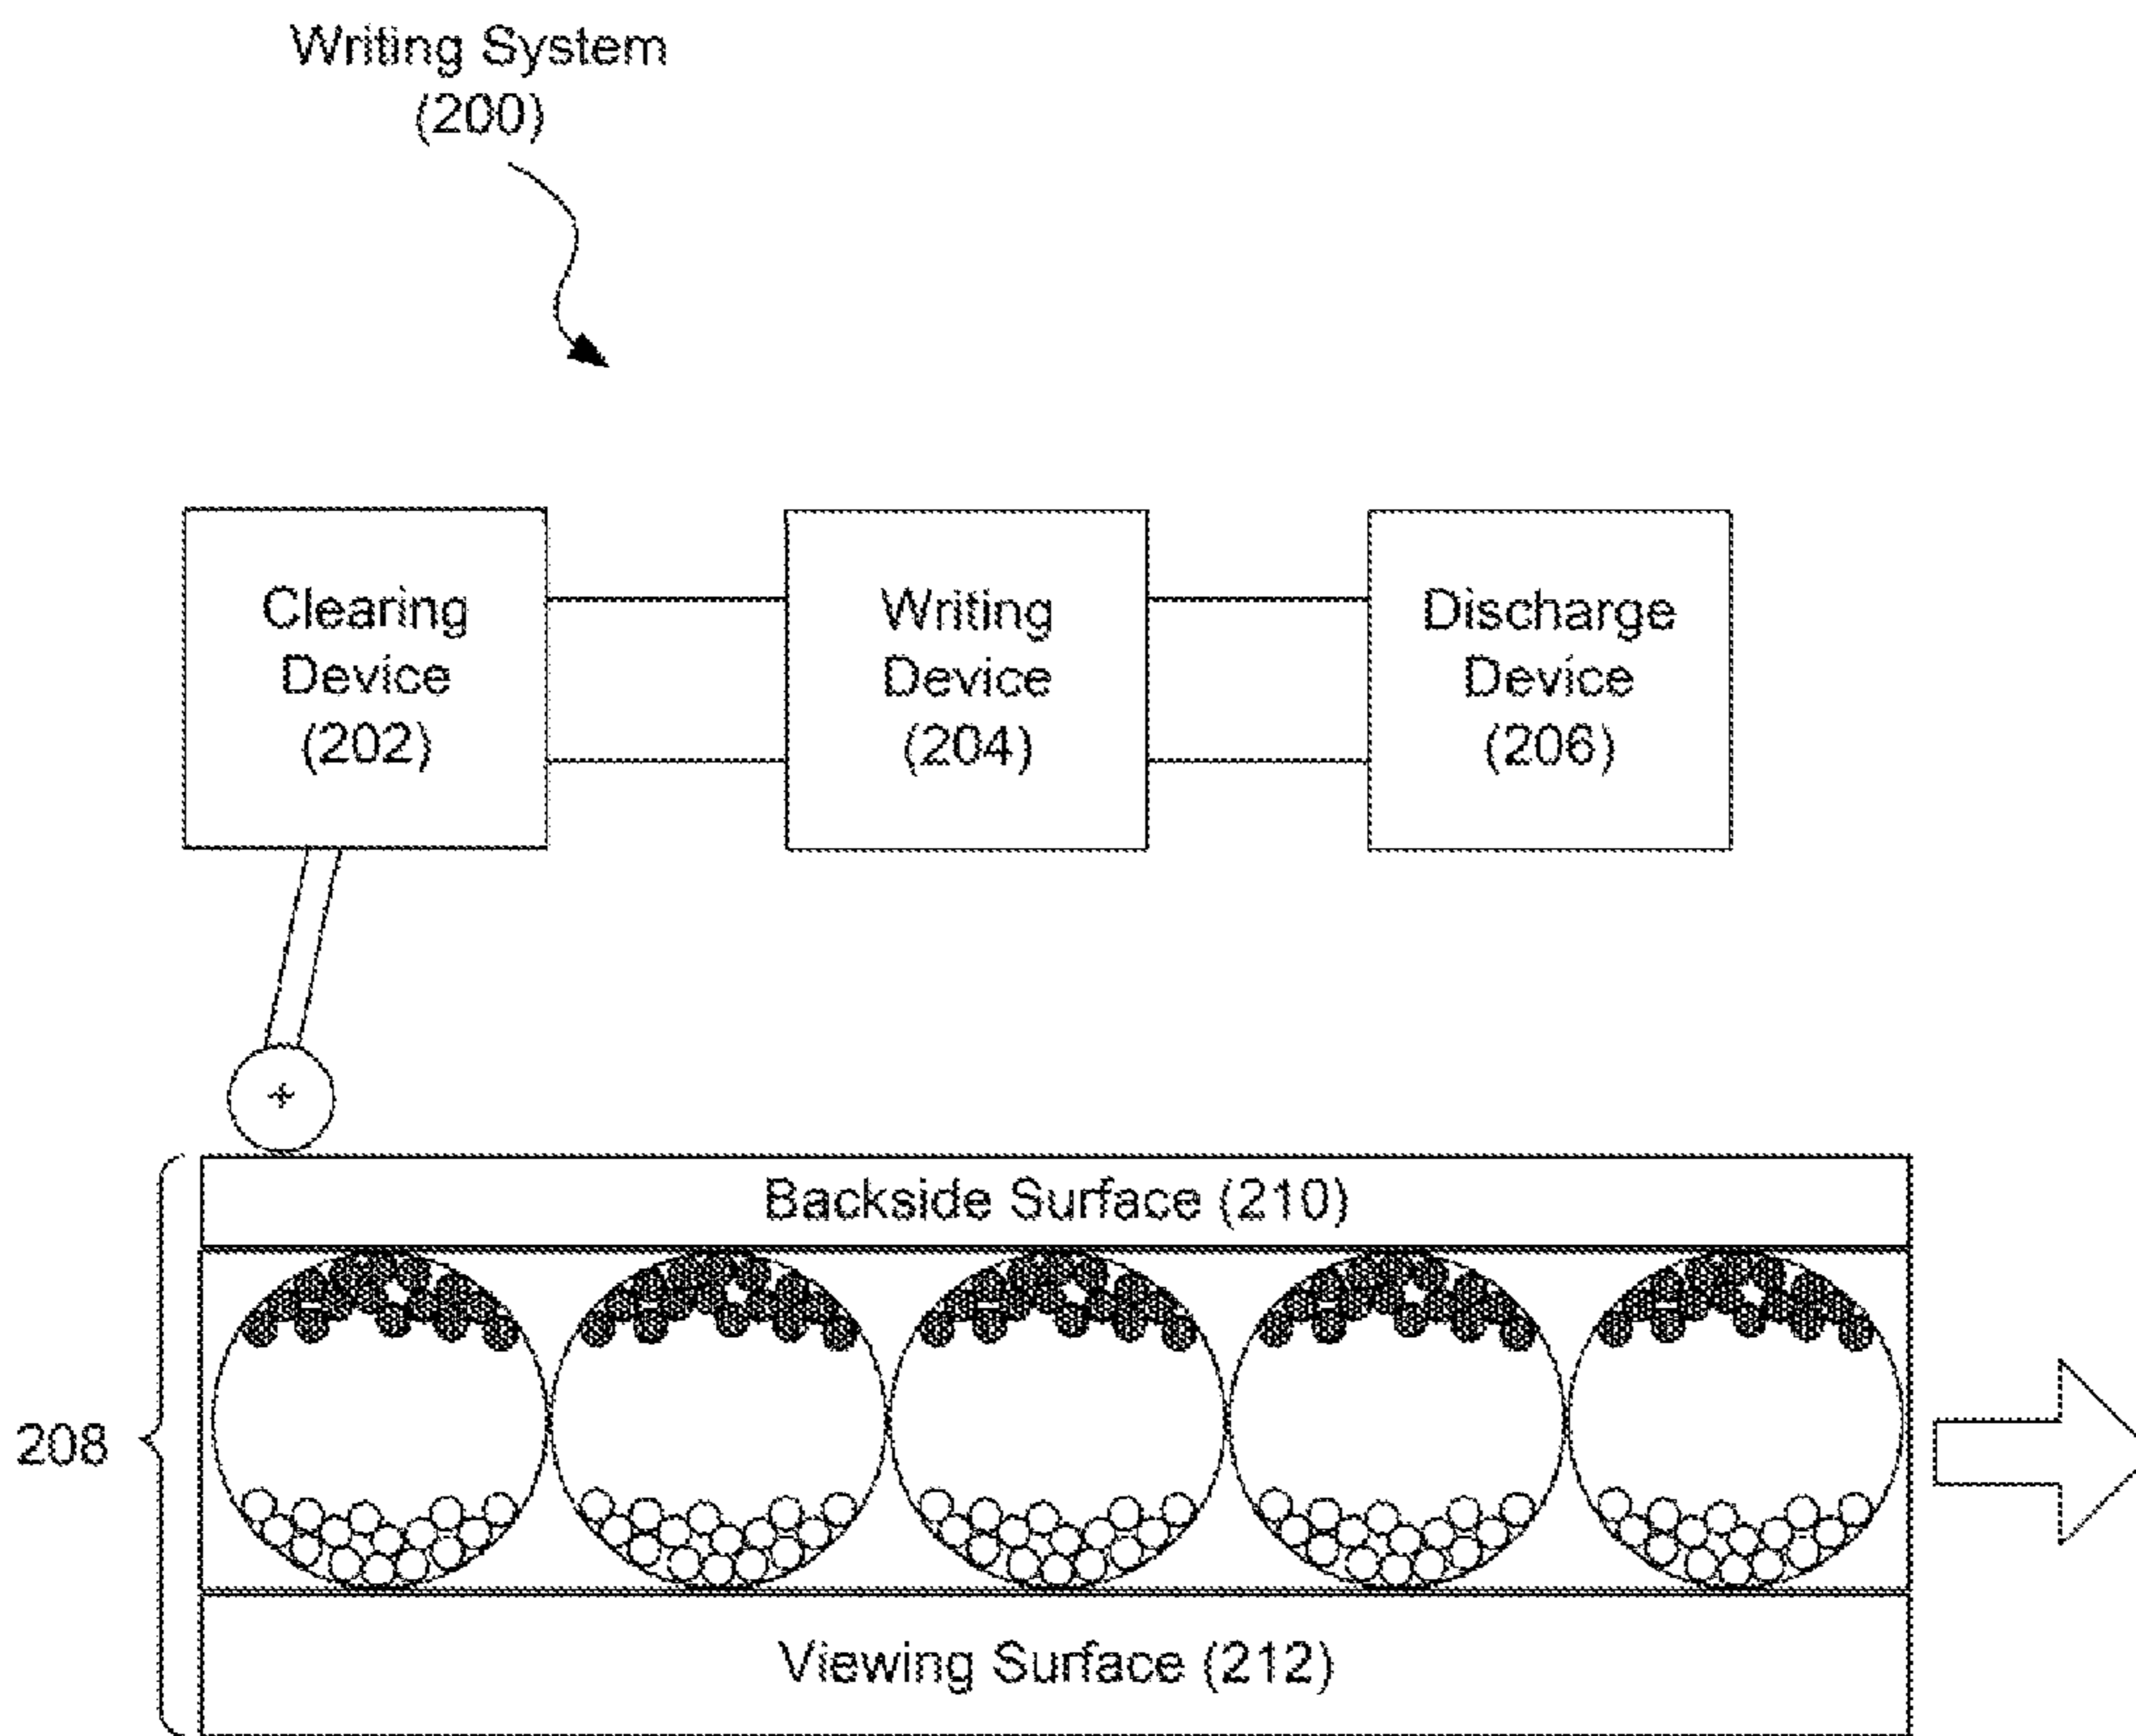 Writing System
(200)
Clearing
Device
(202)
Writing
Device
(204)
Discharge
Device
(206)
+
Backside Surface (210)
208
Viewing Surface (212)